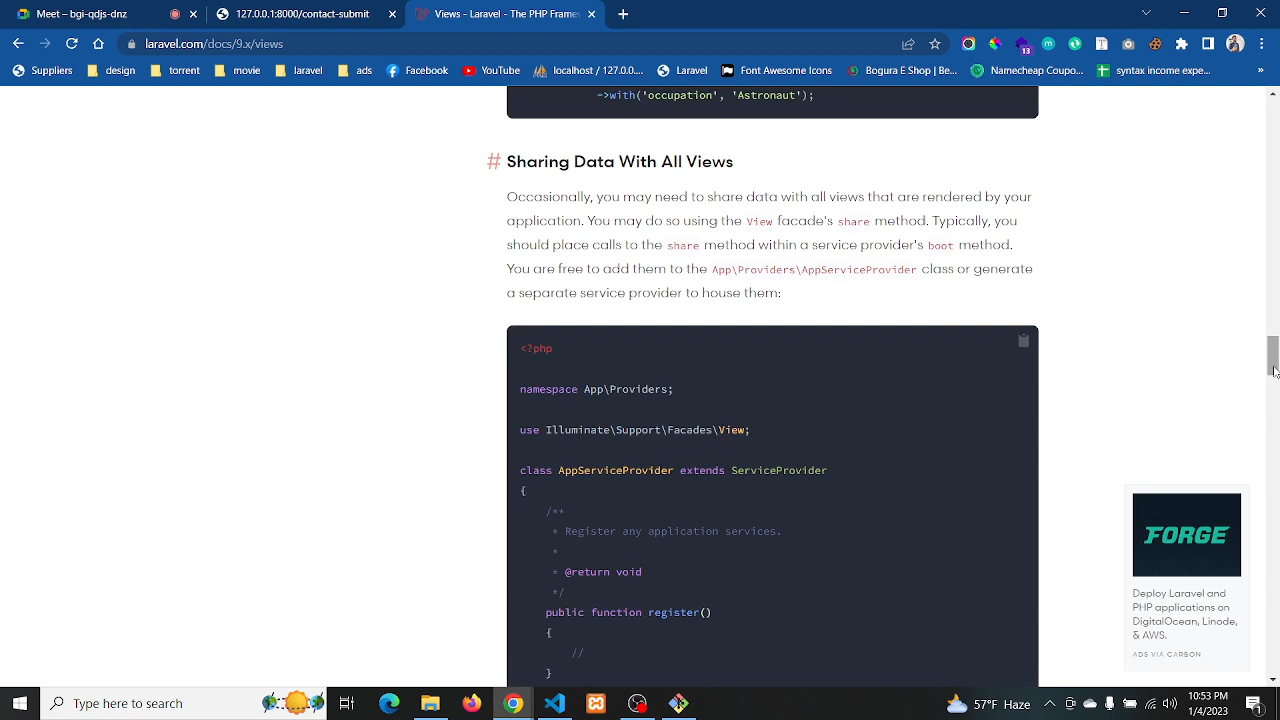 Meet - bgip-jdjs-dnz
127.0.0.1:8000/contact-submit
Views - Laravel - The PHP Framew
laravel.com/docs/9.x/views
13
Suppliers
design
torrent
movie
laravel
ads
Facebook
YouTube
localhost / 127.0....
Laravel
Font Awesome Icons
Bogura E Shop | Be...
Namecheap Coupo...
syntax income expe...
»
->with('occupation', 'Astronaut');
# Sharing Data With All Views
Occasionally, you may need to share data with all views that are rendered by your
application. You may do so using the View facade's share method. Typically, you
should place calls to the share method within a service provider's boot method.
You are free to add them to the App\Providers\AppServiceProvider class or generate
a separate service provider to house them:
<?php
namespace App\Providers;
use Illuminate\Support\Facades\View;
class AppServiceProvider extends ServiceProvider
{
/**
* Register any application services.
*
* @return void
*/
public function register()
{
//
}
FORGE
Deploy Laravel and
PHP applications on
DigitalOcean, Linode,
& AWS.
ADS VIA CARBON
Type here to search
57°F Haze
10:53 PM
1/4/2023